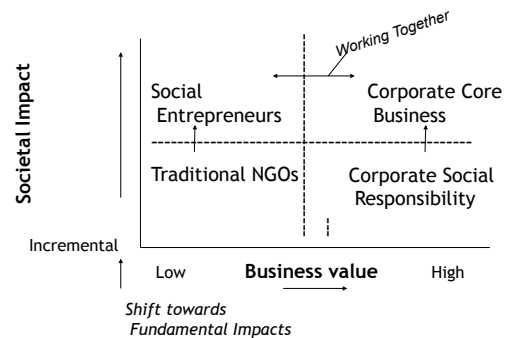 Working Together
Societal Impact
Social
Entrepreneurs
Corporate Core
Business
Traditional NGOs
Corporate Social
Responsibility
Incremental
Low
Business value
High
Shift towards
Fundamental Impacts